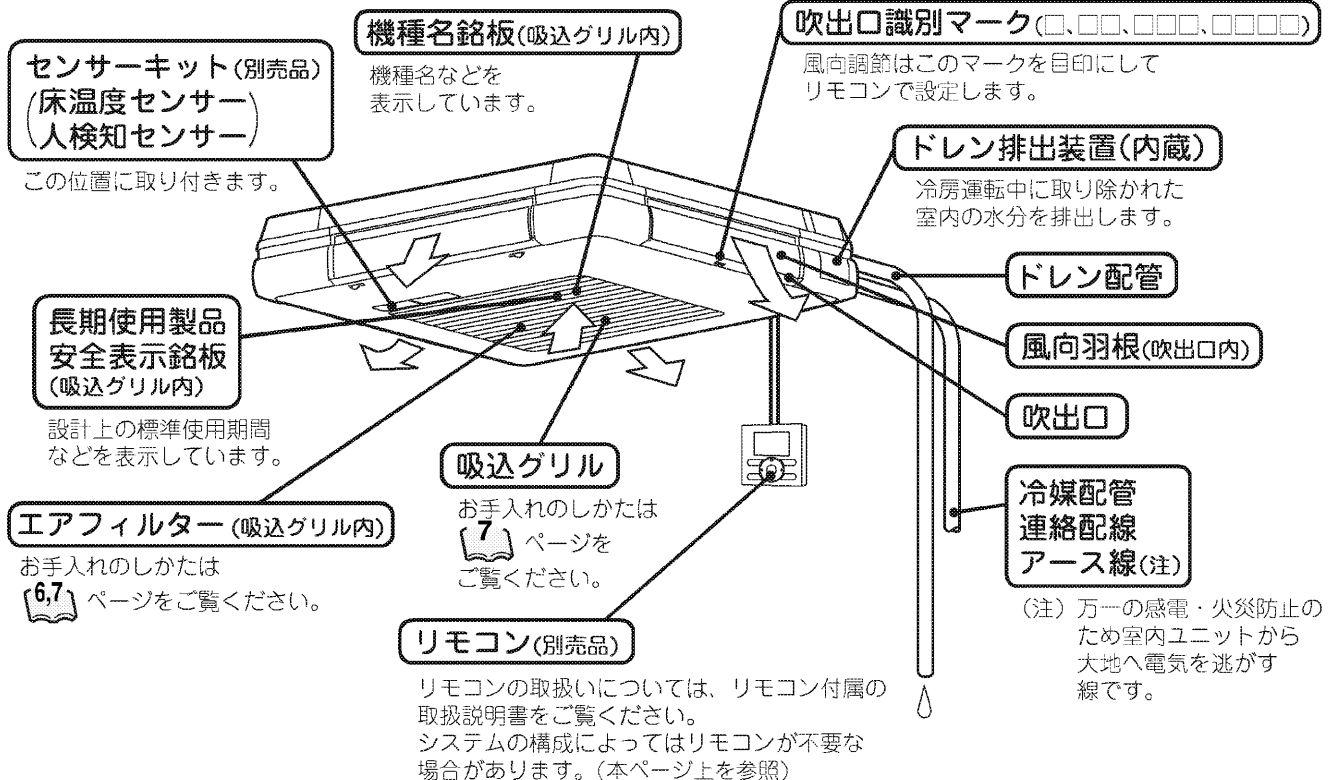 機種名銘板(吸込グリル内)
機種名などを
表示しています。
吹出口識別マーク(□、□□、□□□、□□□□)
風向調節はこのマークを目印にして
リモコンで設定します。
センサーキット(別売品)
(床温度センサー
人検知センサー)
この位置に取り付きます。
ドレン排出装置(内蔵)
冷房運転中に取り除かれた
室内の水分を排出します。
ドレン配管
長期使用製品
安全表示銘板
(吸込グリル内)
設計上の標準使用期間
などを表示しています。
風向羽根(吹出口内)
吹出口
吸込グリル
お手入れのしかたは
7 ページを
ご覧ください。
エアフィルター(吸込グリル内)
お手入れのしかたは
6,7 ページをご覧ください。
冷媒配管
連絡配線
アース線(注)
(注) 万一の感電・火災防止の
ため室内ユニットから
大地へ電気を逃がす
線です。
リモコン(別売品)
リモコンの取扱いについては、リモコン付属の
取扱説明書をご覧ください。
システムの構成によってはリモコンが不要な
場合があります。(本ページ上を参照)